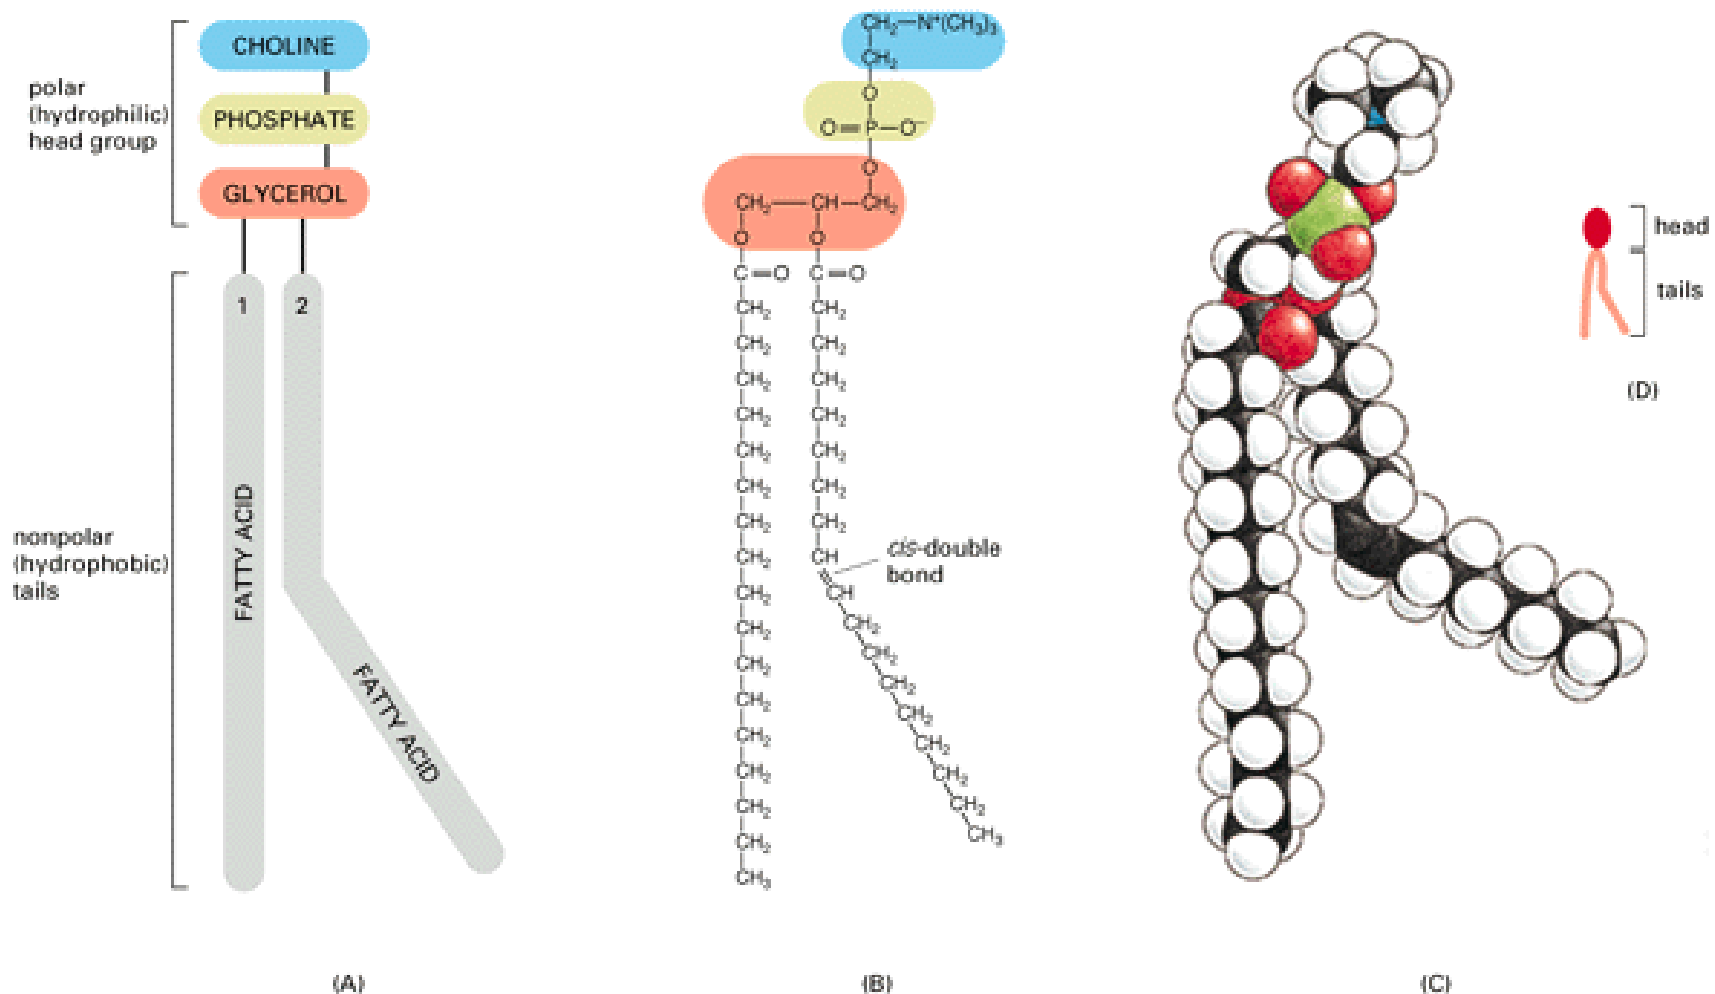 polar
(hydrophilic)
head group
CHOLINE
PHOSPHATE
GLYCEROL
nonpolar
(hydrophobic)
tails
1
2
FATTY ACID
FATTY ACID
(A)
CH₂—N⁺(CH₃)₃
CH₂
O
O=P—O⁻
O
CH₂—CH—CH₂
O O
C=O C=O
CH₂ CH₂
CH₂ CH₂
CH₂ CH₂
CH₂ CH₂
CH₂ CH₂
CH₂ CH₂
CH₂ CH₂
CH₂ CH
CH₂ CH
CH₂ CH₂
CH₂ CH₂
CH₂ CH₂
CH₂ CH₂
CH₂ CH₂
CH₂ CH₂
CH₂ CH₂
CH₃ CH₃
cis-double
bond
(B)
(C)
head
tails
(D)